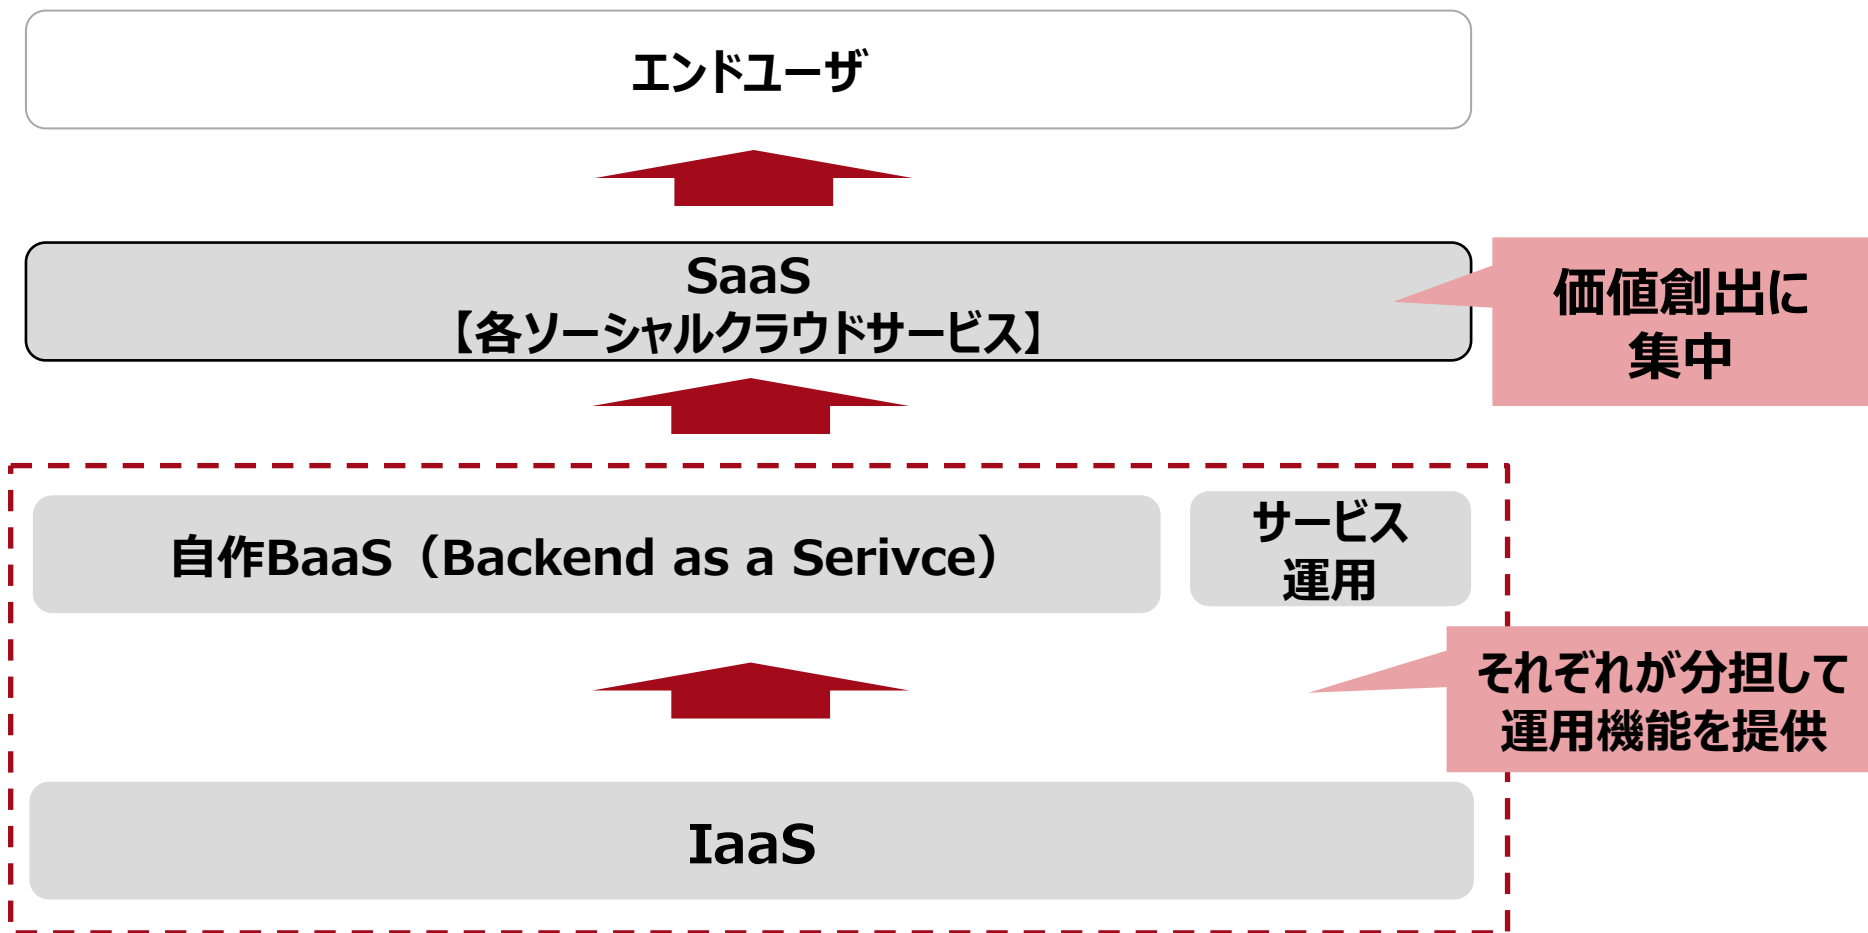 エンドユーザ
SaaS
【各ソーシャルクラウドサービス】
価値創出に
集中
自作BaaS（Backend as a Serivce）
サービス
運用
それぞれが分担して
運用機能を提供
IaaS